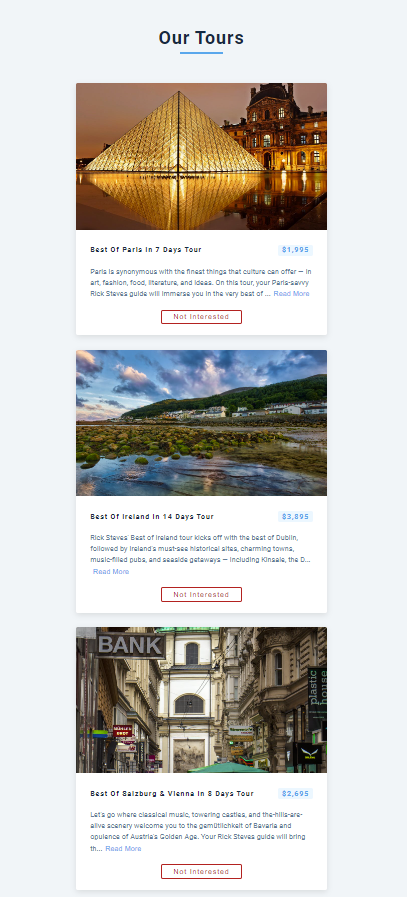 Our Tours
Best Of Paris In 7 Days Tour
$1,995
Paris is synonymous with the finest things that culture can offer — in
art, fashion, food, literature, and ideas. On this tour, your Paris-savvy
Rick Steves guide will immerse you in the very best of ... Read More
Not Interested
Best Of Ireland In 14 Days Tour
$3,895
Rick Steves' Best of Ireland tour kicks off with the best of Dublin,
followed by Ireland's must-see historical sites, charming towns,
music-filled pubs, and seaside getaways — including Kinsale, the D...
Read More
Not Interested
BANK
plastic
house
Best Of Salzburg & Vienna In 8 Days Tour
$2,695
Let's go where classical music, towering castles, and the-hills-are-
alive scenery welcome you to the gemütlichkeit of Bavaria and
opulence of Austria's Golden Age. Your Rick Steves guide will bring
th... Read More
Not Interested